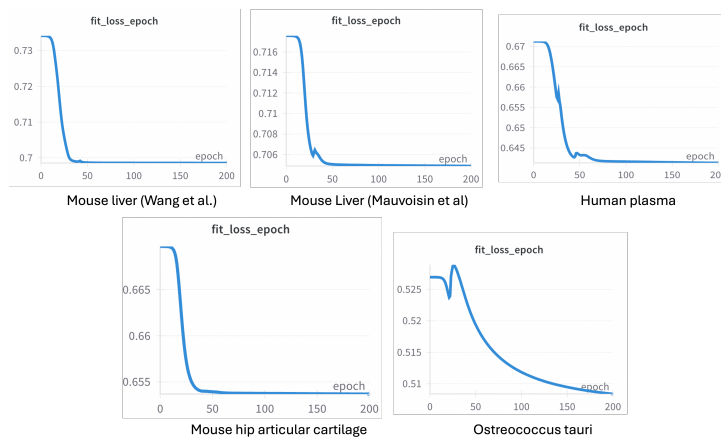 fit_loss_epoch
0.73
0.72
0.71
0.7
epoch
0 50 100 150 200
Mouse liver (Wang et al.)
fit_loss_epoch
0.716
0.714
0.712
0.71
0.708
0.706
epoch
0 50 100 150 200
Mouse Liver (Mauvoisin et al)
fit_loss_epoch
0.67
0.665
0.66
0.655
0.65
0.645
epoch
0 50 100 150 200
Human plasma
fit_loss_epoch
0.665
0.66
0.655
epoch
0 50 100 150 200
Mouse hip articular cartilage
fit_loss_epoch
0.525
0.52
0.515
0.51
epoch
0 50 100 150 200
Ostreococcus tauri